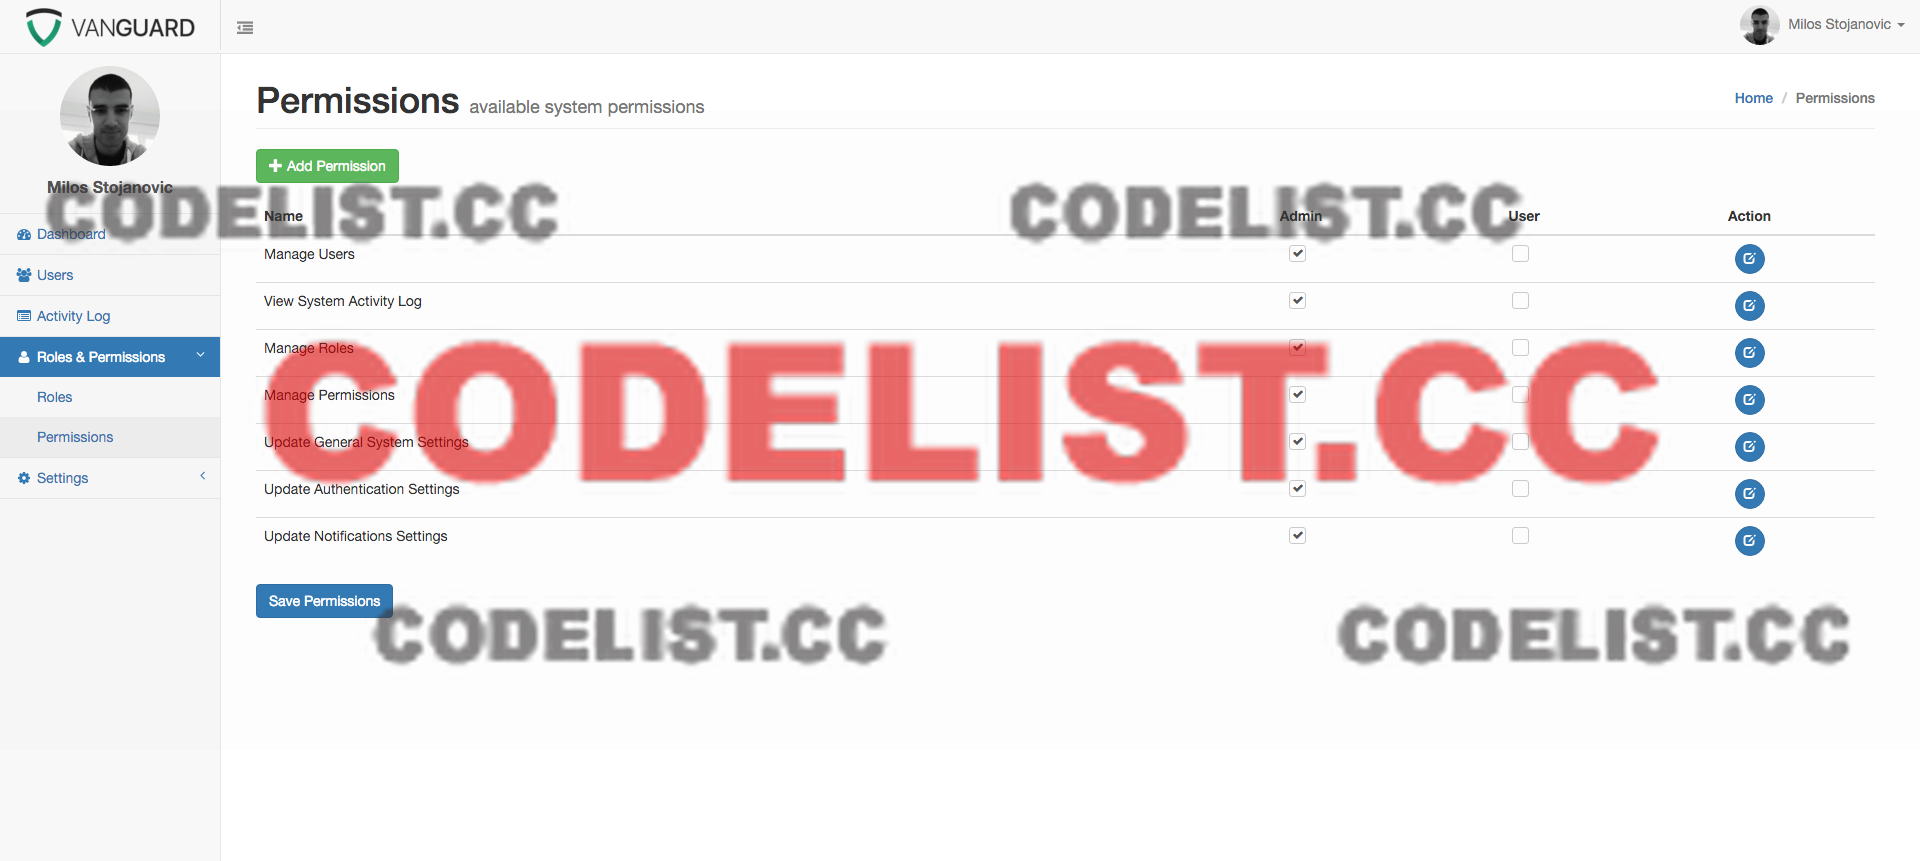 VANGUARD
Milos Stojanovic
Milos Stojanovic
Permissions available system permissions
Home / Permissions
Add Permission
CODELIST.CC
CODELIST.CC
Name Admin User Action
Dashboard
Users
Activity Log
Roles & Permissions
Roles
Permissions
Settings
Manage Users
View System Activity Log
Manage Roles
Manage Permissions
Update General System Settings
Update Authentication Settings
Update Notifications Settings
CODELIST.CC
Save Permissions
CODELIST.CC
CODELIST.CC